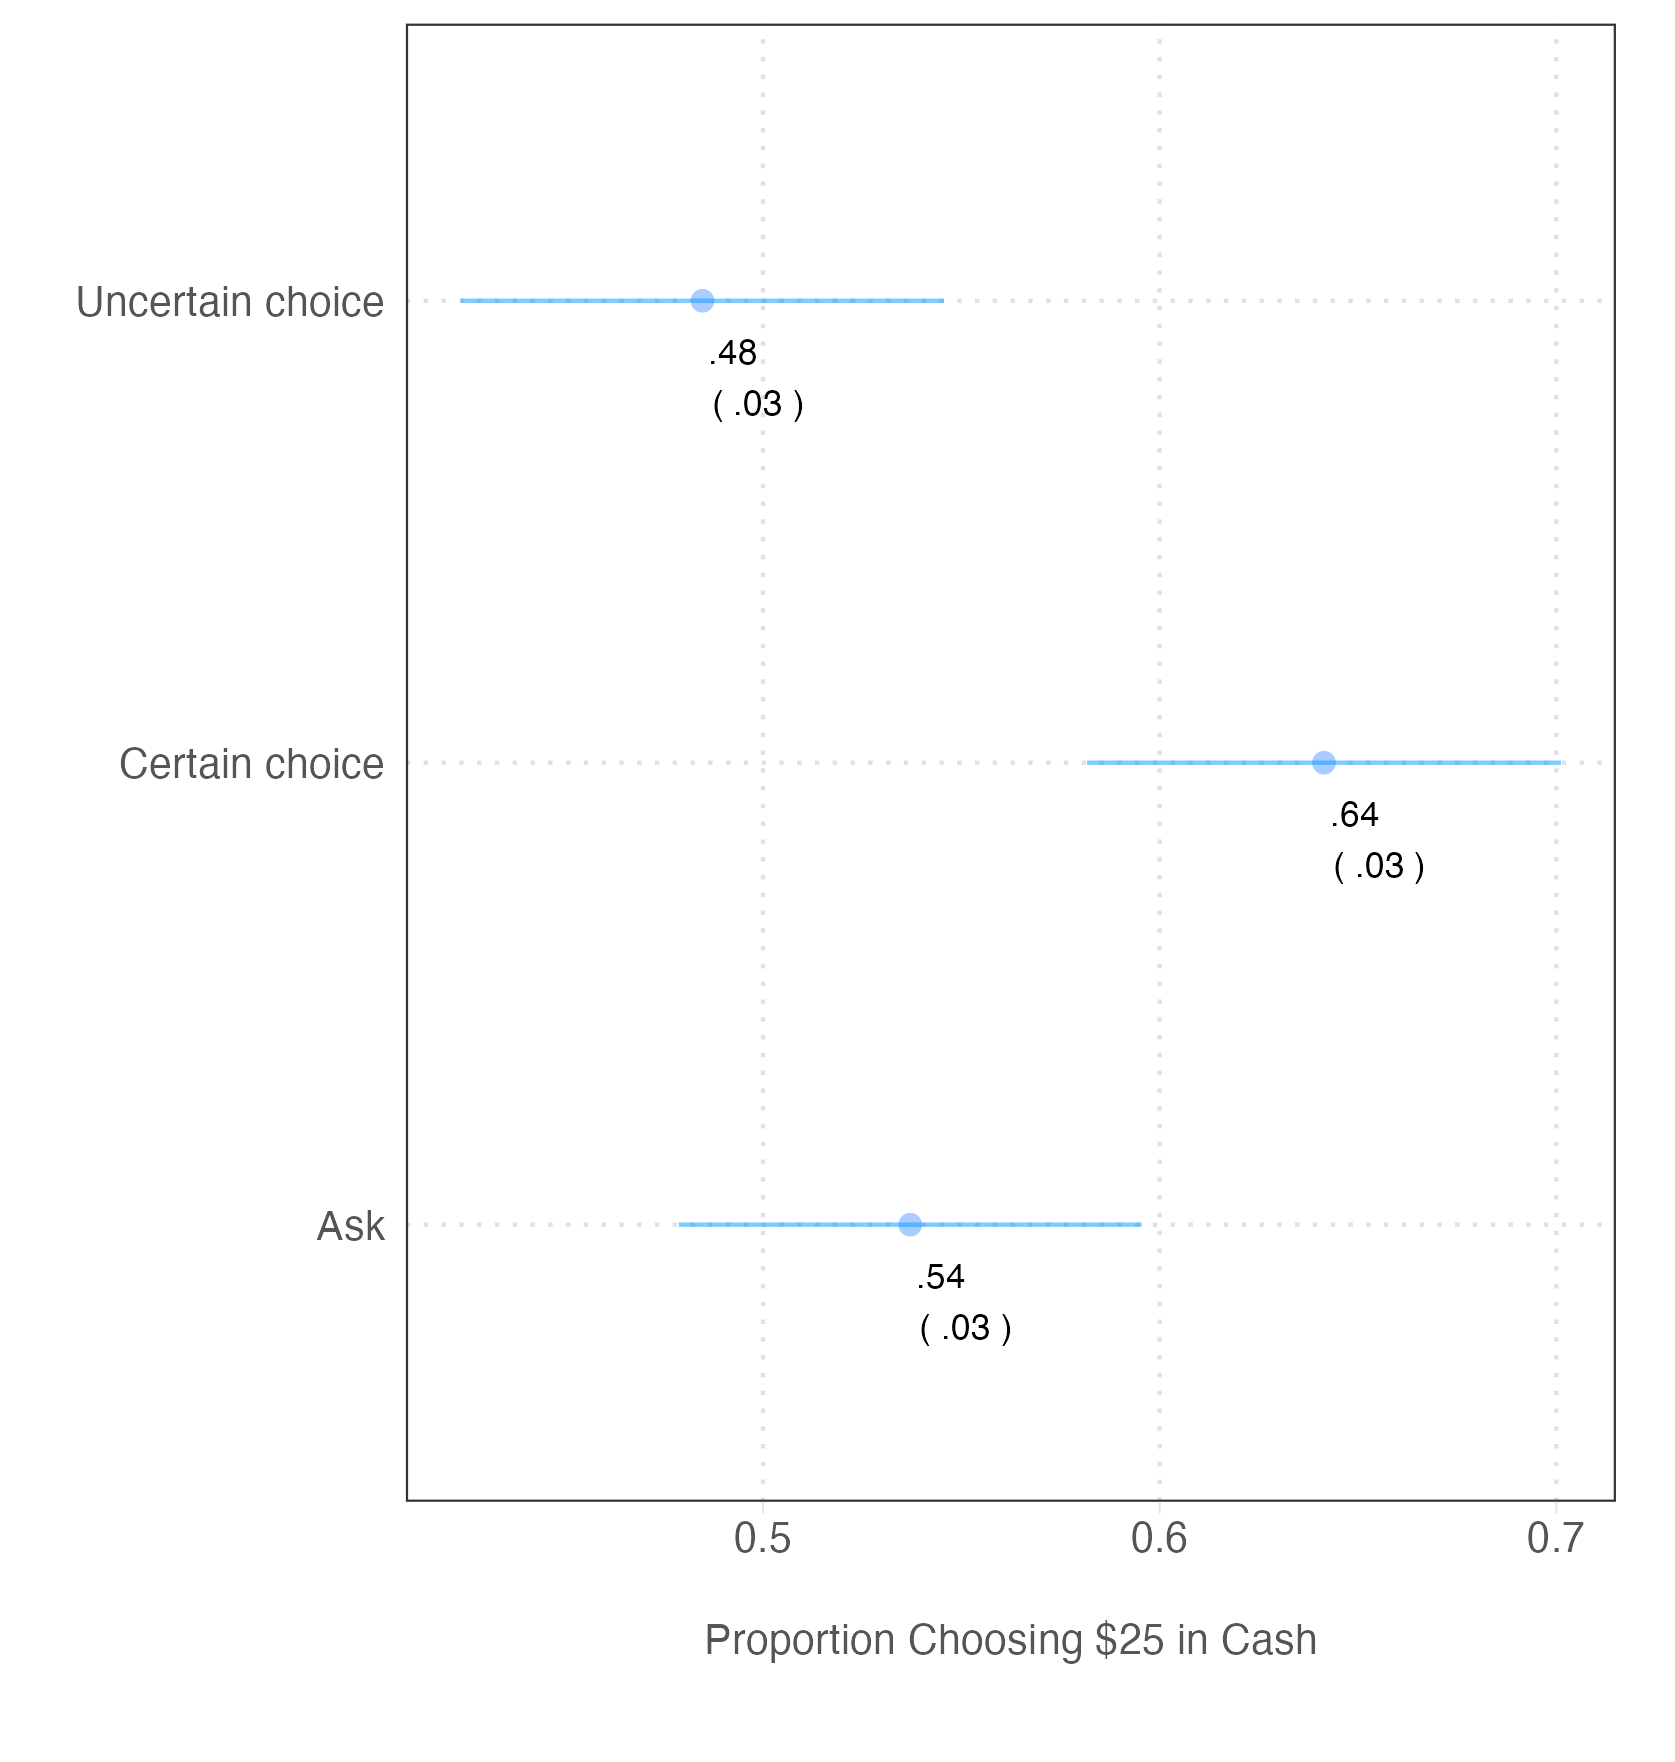 Uncertain choice
.48
( .03 )
Certain choice
.64
( .03 )
Ask
.54
( .03 )
0.5 0.6 0.7
Proportion Choosing $25 in Cash